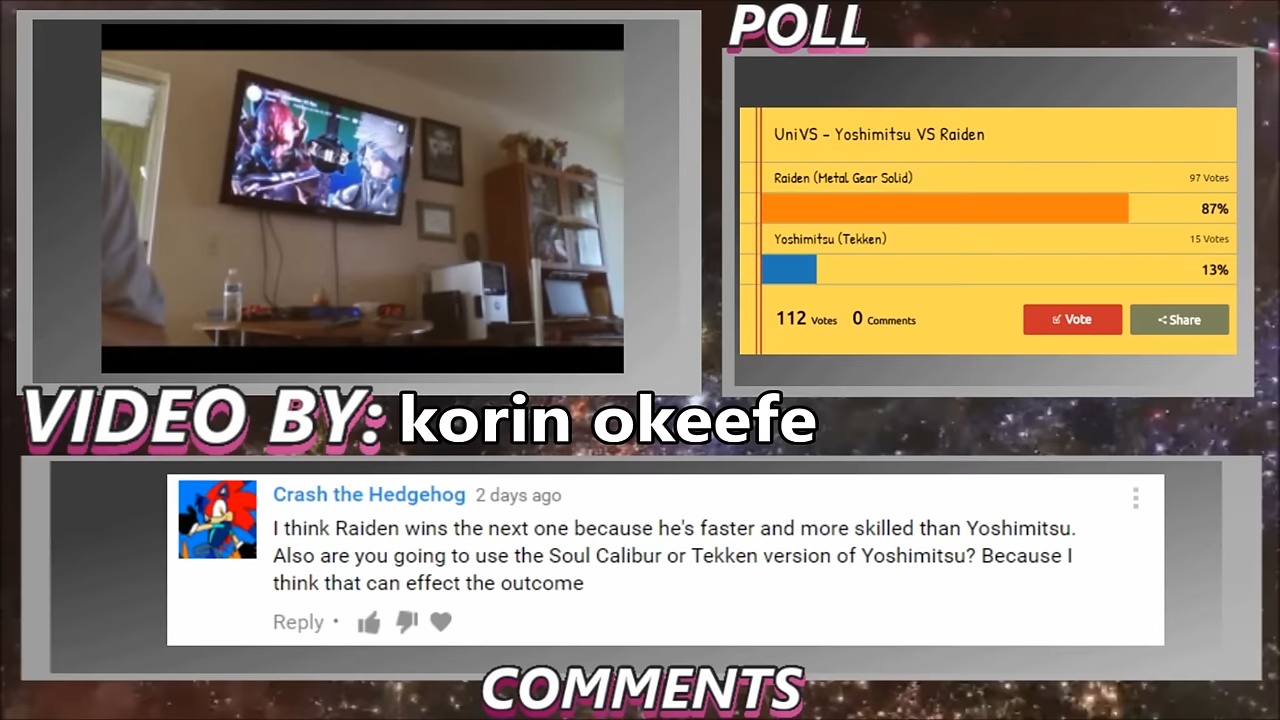 POLL
UniVS - Yoshimitsu VS Raiden
Raiden (Metal Gear Solid) 97 Votes
87%
Yoshimitsu (Tekken) 15 Votes
13%
112 Votes 0 Comments Vote Share
VIDEO BY: korin okeefe
Crash the Hedgehog 2 days ago
I think Raiden wins the next one because he's faster and more skilled than Yoshimitsu.
Also are you going to use the Soul Calibur or Tekken version of Yoshimitsu? Because I
think that can effect the outcome
Reply •
COMMENTS